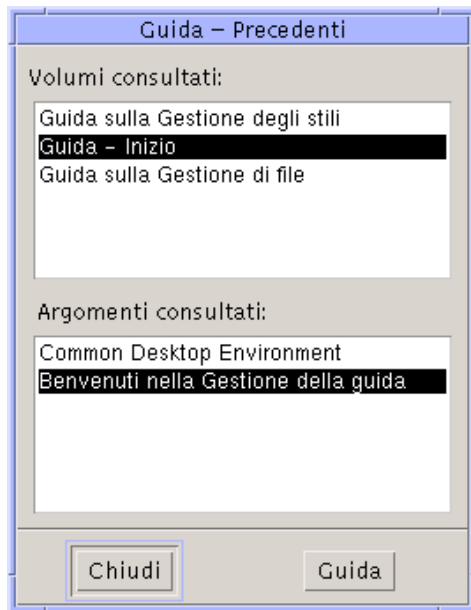 Guida – Precedenti
Volumi consultati:
Guida sulla Gestione degli stili
Guida – Inizio
Guida sulla Gestione di file
Argomenti consultati:
Common Desktop Environment
Benvenuti nella Gestione della guida
Chiudi
Guida